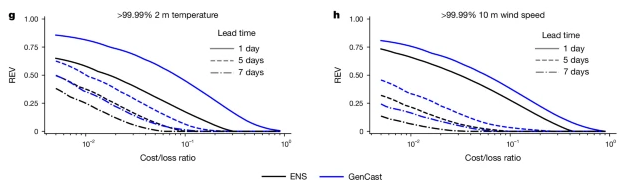 g >99.99% 2 m temperature
REV
1.00
0.75
0.50
0.25
0
Lead time
1 day
5 days
7 days
10⁻² 10⁻¹ 10⁰
Cost/loss ratio
h >99.99% 10 m wind speed
REV
1.00
0.75
0.50
0.25
0
Lead time
1 day
5 days
7 days
10⁻² 10⁻¹ 10⁰
Cost/loss ratio
ENS GenCast